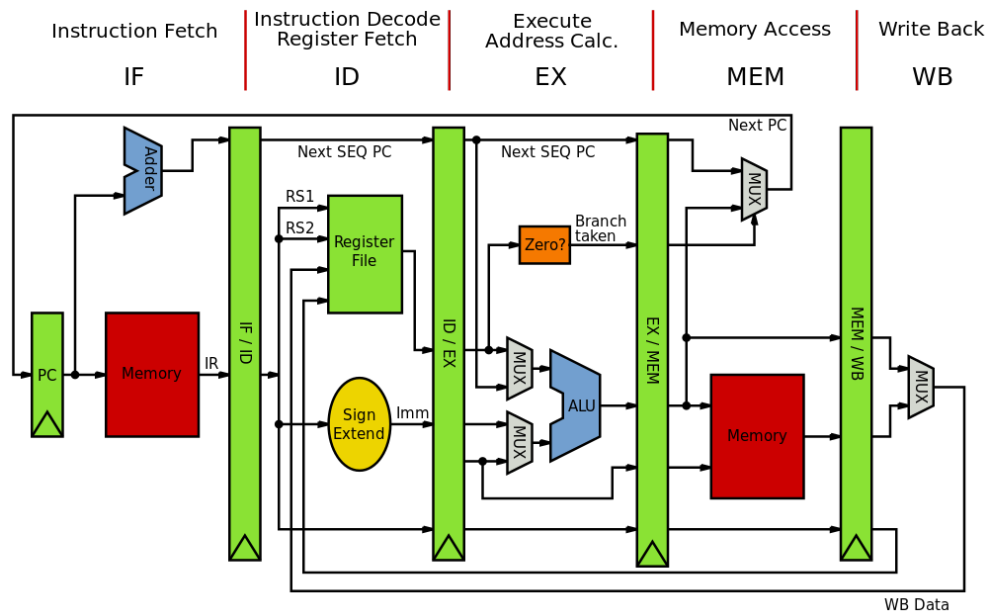 Instruction Fetch
IF
Instruction Decode
Register Fetch
ID
Execute
Address Calc.
EX
Memory Access
MEM
Write Back
WB
Next PC
Adder
Next SEQ PC
Next SEQ PC
MUX
RS1
RS2
Register
File
Branch
taken
Zero?
IF / ID
ID / EX
EX / MEM
MEM / WB
PC
Memory
IR
MUX
ALU
MUX
Sign
Extend
Imm
MUX
Memory
MUX
WB Data